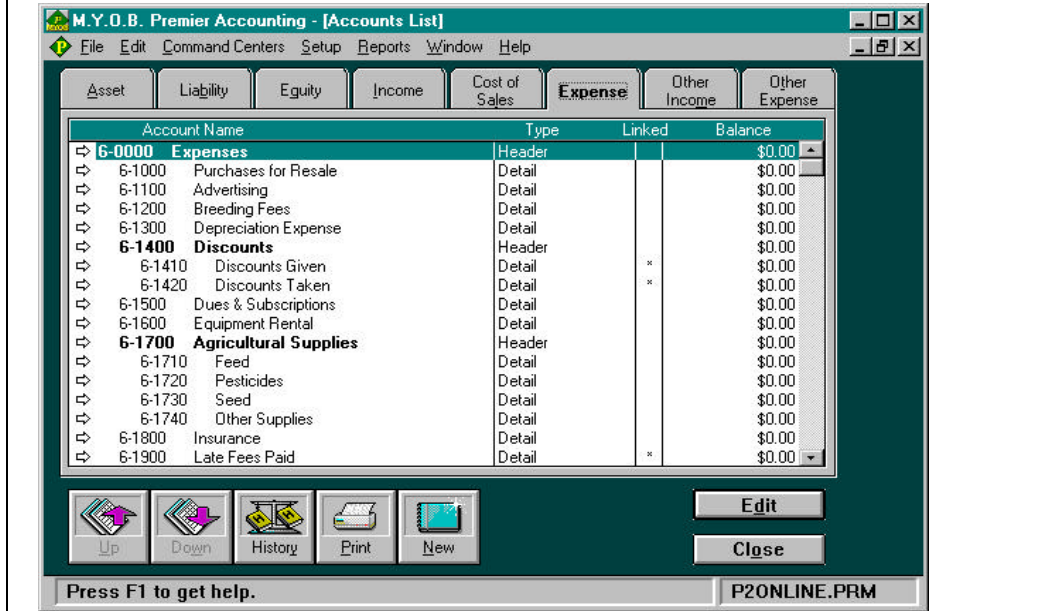 M.Y.O.B. Premier Accounting - [Accounts List]
File Edit Command Centers Setup Reports Window Help
Asset Liability Equity Income Cost of Sales Expense Other Income Other Expense
Account Name Type Linked Balance
6-0000 Expenses Header $0.00
6-1000 Purchases for Resale Detail $0.00
6-1100 Advertising Detail $0.00
6-1200 Breeding Fees Detail $0.00
6-1300 Depreciation Expense Detail $0.00
6-1400 Discounts Header $0.00
6-1410 Discounts Given Detail * $0.00
6-1420 Discounts Taken Detail * $0.00
6-1500 Dues & Subscriptions Detail $0.00
6-1600 Equipment Rental Detail $0.00
6-1700 Agricultural Supplies Header $0.00
6-1710 Feed Detail $0.00
6-1720 Pesticides Detail $0.00
6-1730 Seed Detail $0.00
6-1740 Other Supplies Detail $0.00
6-1800 Insurance Detail $0.00
6-1900 Late Fees Paid Detail * $0.00
Up Down History Print New
Edit
Close
Press F1 to get help. P2ONLINE.PRM